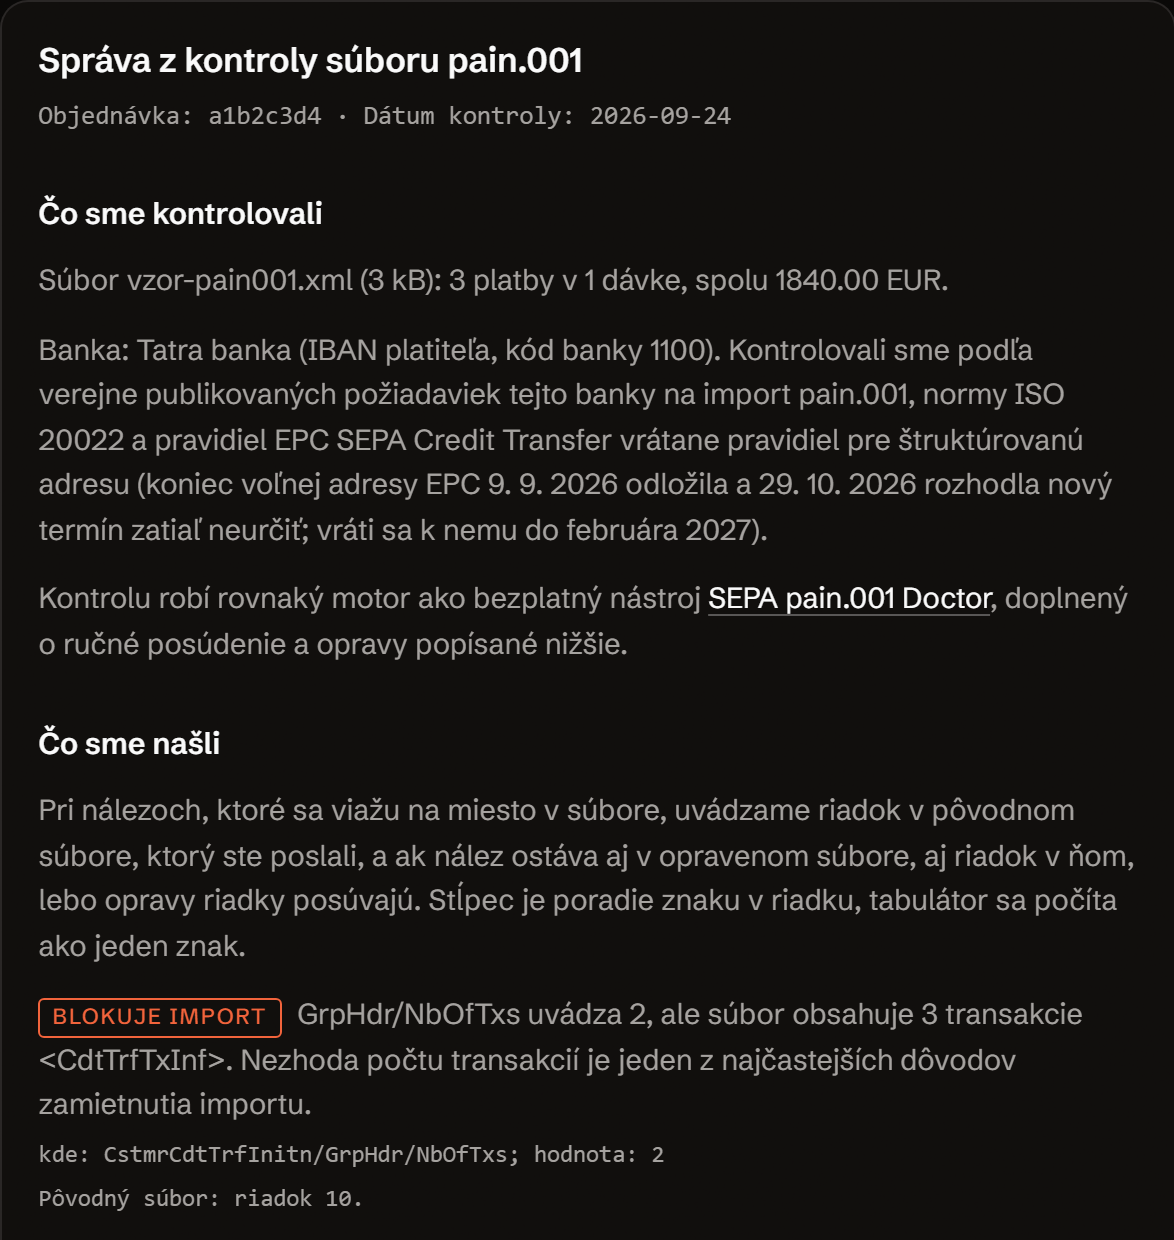 Správa z kontroly súboru pain.001
Objednávka: a1b2c3d4 · Dátum kontroly: 2026-09-24
Čo sme kontrolovali
Súbor vzor-pain001.xml (3 kB): 3 platby v 1 dávke, spolu 1840.00 EUR.
Banka: Tatra banka (IBAN platiteľa, kód banky 1100). Kontrolovali sme podľa
verejne publikovaných požiadaviek tejto banky na import pain.001, normy ISO
20022 a pravidiel EPC SEPA Credit Transfer vrátane pravidiel pre štruktúrovanú
adresu (koniec voľnej adresy EPC 9. 9. 2026 odložila a 29. 10. 2026 rozhodla nový
termín zatiaľ neurčiť; vráti sa k nemu do februára 2027).
Kontrolu robí rovnaký motor ako bezplatný nástroj SEPA pain.001 Doctor, doplnený
o ručné posúdenie a opravy popísané nižšie.
Čo sme našli
Pri nálezoch, ktoré sa viažu na miesto v súbore, uvádzame riadok v pôvodnom
súbore, ktorý ste poslali, a ak nález ostáva aj v opravenom súbore, aj riadok v ňom,
lebo opravy riadky posúvajú. Stĺpec je poradie znaku v riadku, tabulátor sa počíta
ako jeden znak.
BLOKUJE IMPORT GrpHdr/NbOfTxs uvádza 2, ale súbor obsahuje 3 transakcie
<CdtTrfTxInf>. Nezhoda počtu transakcií je jeden z najčastejších dôvodov
zamietnutia importu.
kde: CstmrCdtTrfInitn/GrpHdr/NbOfTxs; hodnota: 2
Pôvodný súbor: riadok 10.